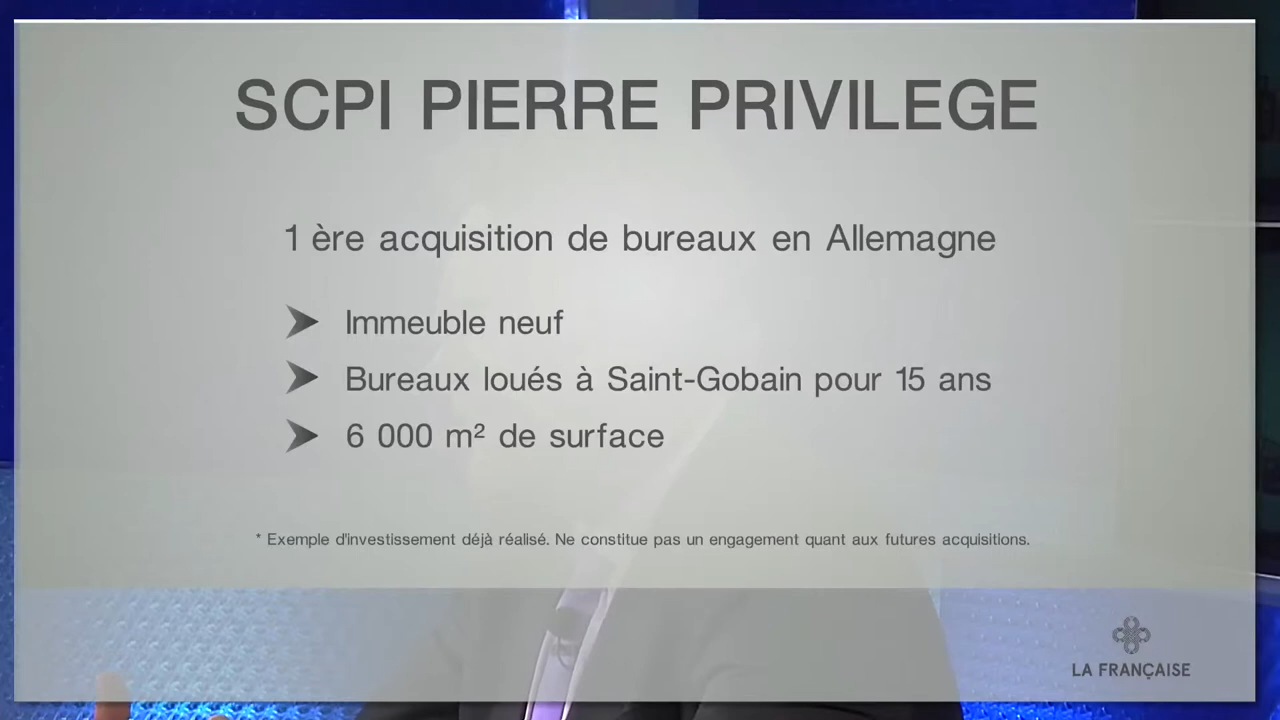 SCPI PIERRE PRIVILEGE
1 ère acquisition de bureaux en Allemagne
Immeuble neuf
Bureaux loués à Saint-Gobain pour 15 ans
6 000 m² de surface
* Exemple d'investissement déjà réalisé. Ne constitue pas un engagement quant aux futures acquisitions.
LA FRANÇAISE